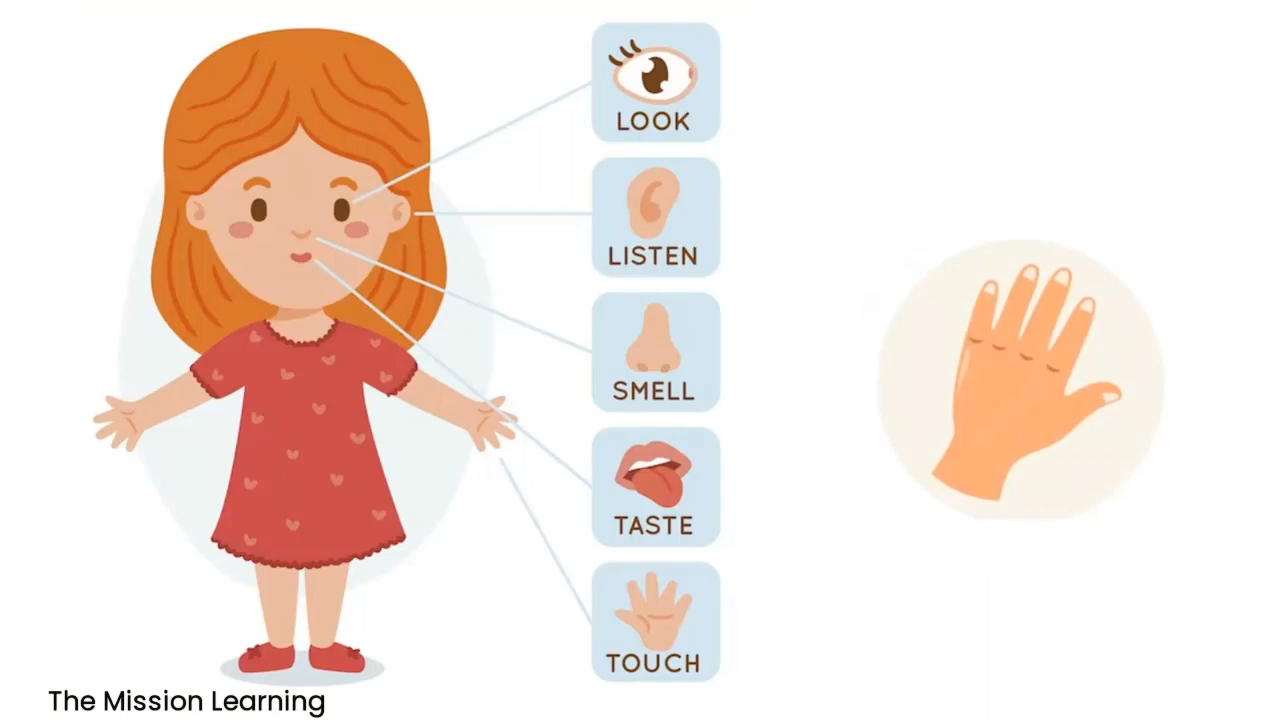 LOOK
LISTEN
SMELL
TASTE
TOUCH
The Mission Learning